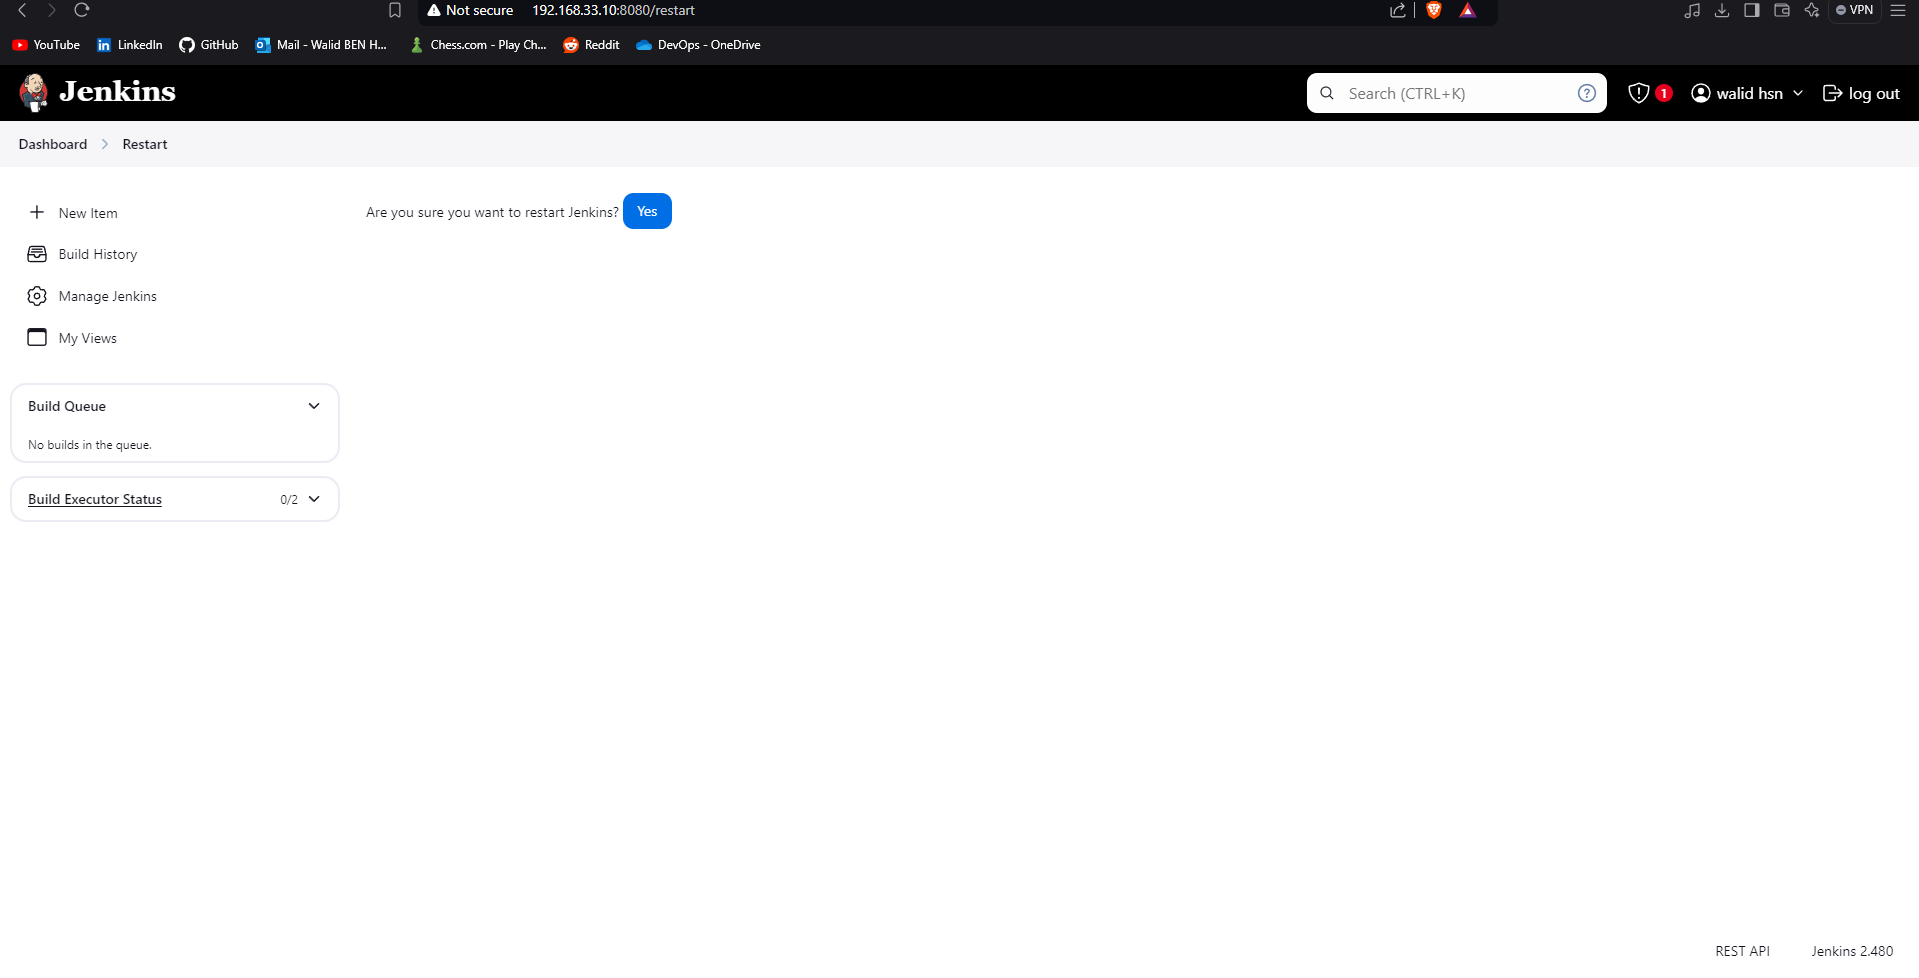 Not secure 192.168.33.10:8080/restart VPN
YouTube LinkedIn GitHub Mail - Walid BEN H... Chess.com - Play Ch... Reddit DevOps - OneDrive
Jenkins Search (CTRL+K) ? 1 walid hsn log out
Dashboard Restart
New Item
Are you sure you want to restart Jenkins? Yes
Build History
Manage Jenkins
My Views
Build Queue
No builds in the queue.
Build Executor Status 0/2
REST API Jenkins 2.480